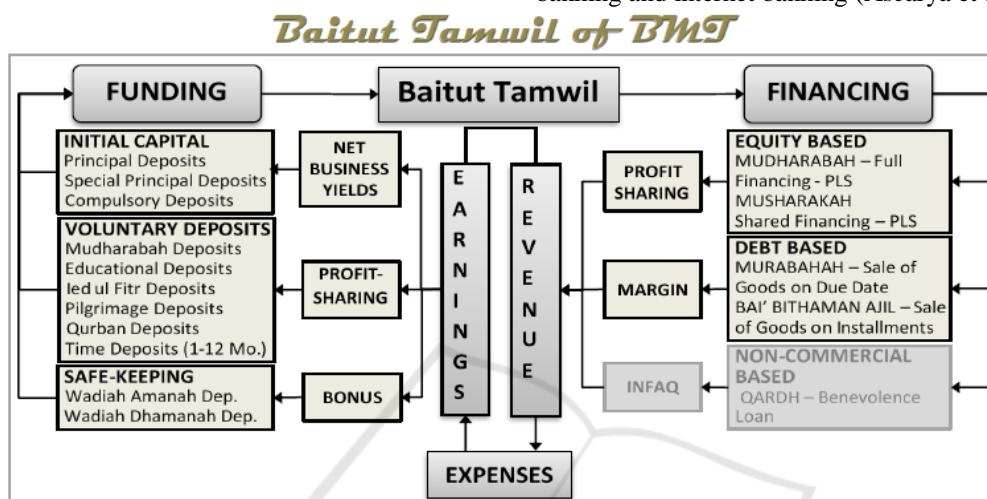 banking and internet banking (Ascarya et
Baitut Tamwil of BMT
FUNDING
Baitut Tamwil
FINANCING
INITIAL CAPITAL
Principal Deposits
Special Principal Deposits
Compulsory Deposits
VOLUNTARY DEPOSITS
Mudharabah Deposits
Educational Deposits
Ied ul Fitr Deposits
Pilgrimage Deposits
Qurban Deposits
Time Deposits (1-12 Mo.)
SAFE-KEEPING
Wadiah Amanah Dep.
Wadiah Dhamanah Dep.
NET
BUSINESS
YIELDS
PROFIT-
SHARING
BONUS
EARNINGS
REVENUE
EXPENSES
PROFIT
SHARING
MARGIN
INFAQ
EQUITY BASED
MUDHARABAH – Full
Financing - PLS
MUSHARAKAH
Shared Financing – PLS
DEBT BASED
MURABAHAH – Sale of
Goods on Due Date
BAI’ BITHAMAN AJIL – Sale
of Goods on Installments
NON-COMMERCIAL
BASED
QARDH – Benevolence
Loan